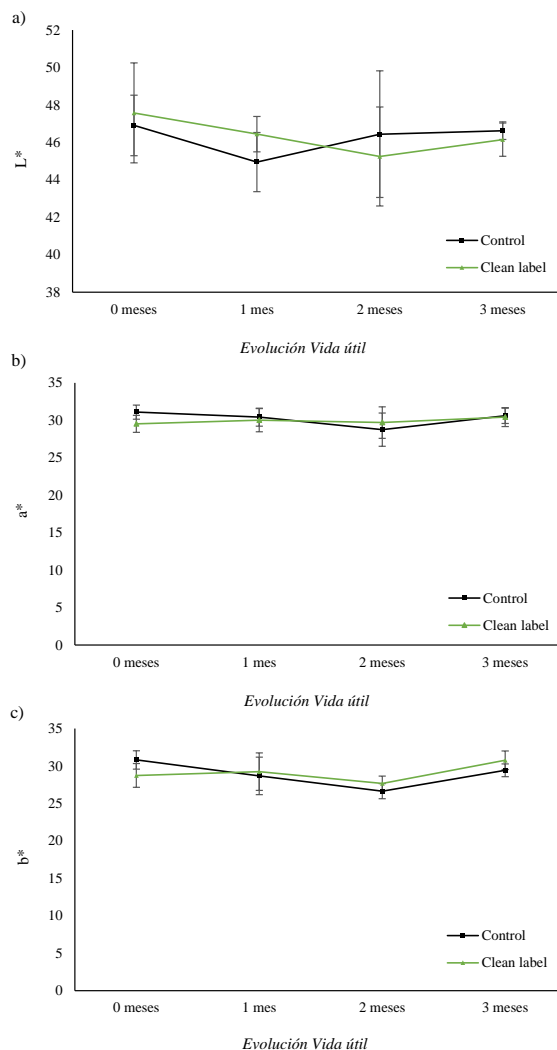 a)
52
50
48
46
44
42
40
38
L*
Control
Clean label
0 meses 1 mes 2 meses 3 meses
Evolución Vida útil
b)
35
30
25
20
15
10
5
0
a*
Control
Clean label
0 meses 1 mes 2 meses 3 meses
Evolución Vida útil
c)
35
30
25
20
15
10
5
0
b*
Control
Clean label
0 meses 1 mes 2 meses 3 meses
Evolución Vida útil